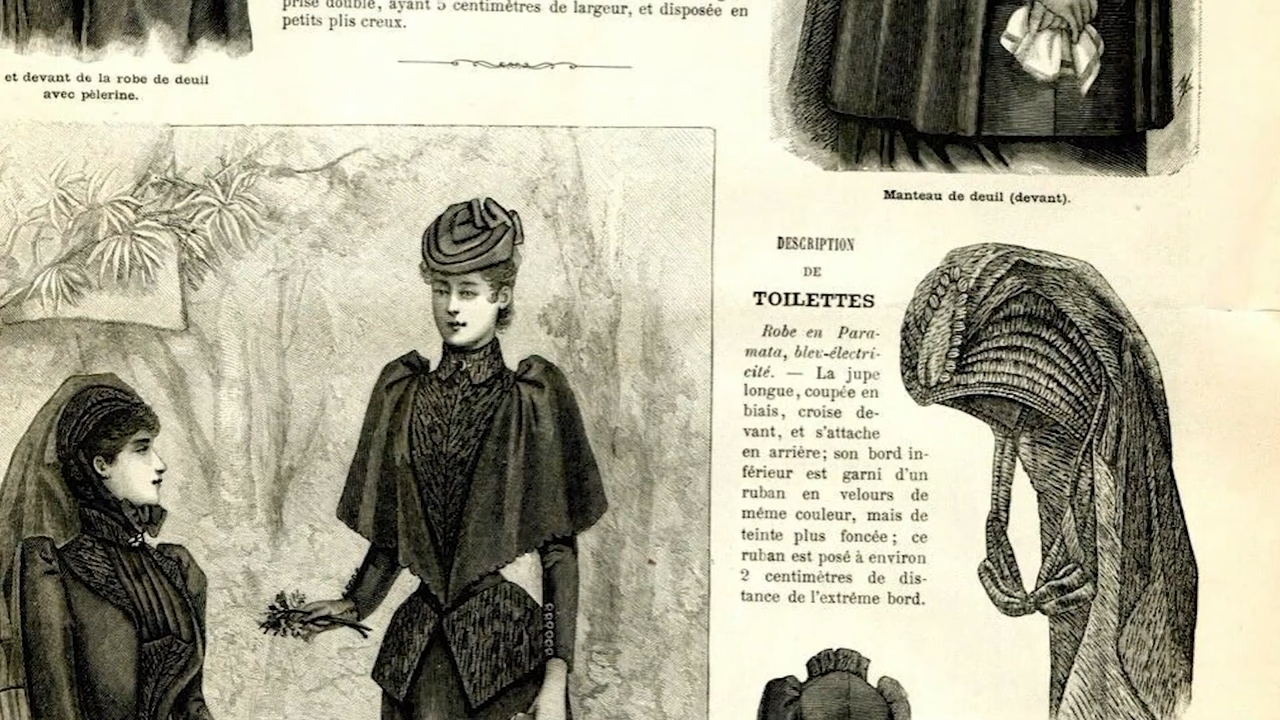 prise double, ayant 5 centimètres de largeur, et disposée en
petits plis creux.
et devant de la robe de deuil
avec pèlerine.
Manteau de deuil (devant).
DESCRIPTION
DE
TOILETTES
Robe en Para-
mata, bleu-électri-
cité. — La jupe
longue, coupée en
biais, croise de-
vant, et s'attache
en arrière; son bord in-
férieur est garni d'un
ruban en velours de
même couleur, mais de
teinte plus foncée; ce
ruban est posé à environ
2 centimètres de dis-
tance de l'extrême bord.